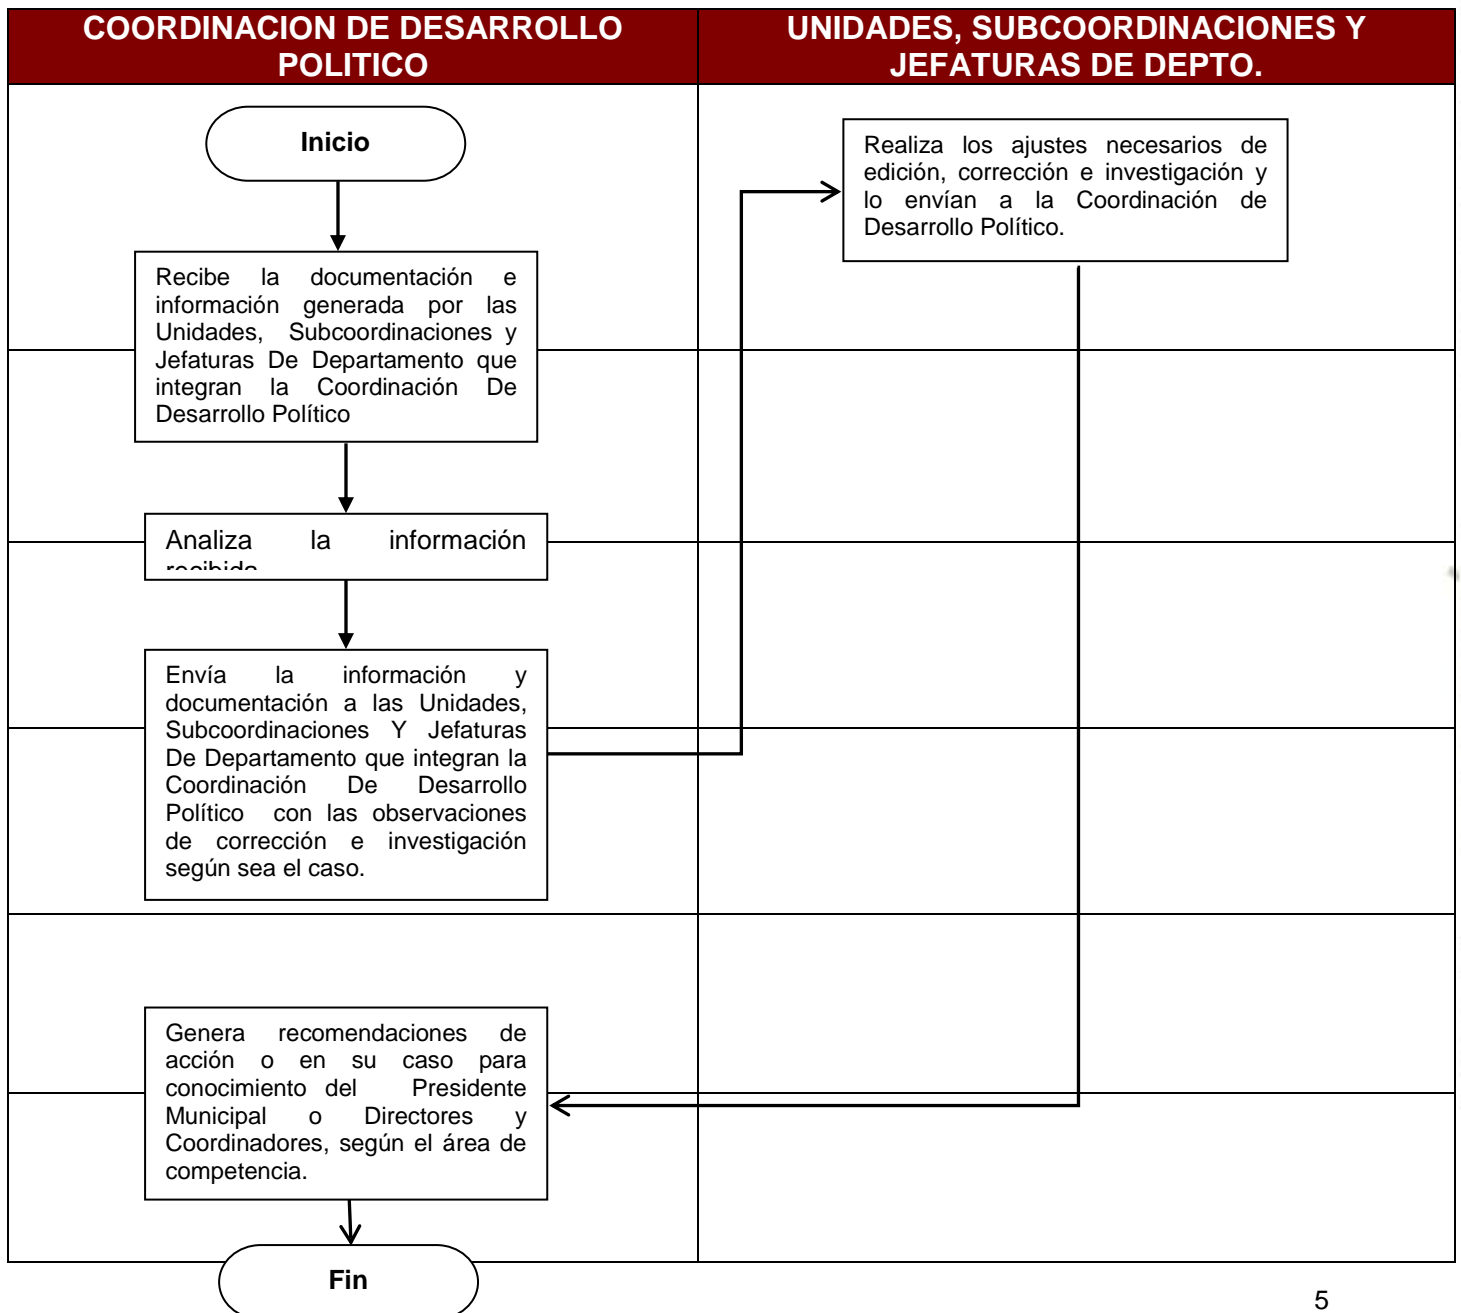 COORDINACION DE DESARROLLO
POLITICO
UNIDADES, SUBCOORDINACIONES Y
JEFATURAS DE DEPTO.
Inicio
Recibe la documentación e
información generada por las
Unidades, Subcoordinaciones y
Jefaturas De Departamento que
integran la Coordinación De
Desarrollo Político
Analiza la información
recibida
Envía la información y
documentación a las Unidades,
Subcoordinaciones Y Jefaturas
De Departamento que integran la
Coordinación De Desarrollo
Político con las observaciones
de corrección e investigación
según sea el caso.
Realiza los ajustes necesarios de
edición, corrección e investigación y
lo envían a la Coordinación de
Desarrollo Político.
Genera recomendaciones de
acción o en su caso para
conocimiento del Presidente
Municipal o Directores y
Coordinadores, según el área de
competencia.
Fin
5